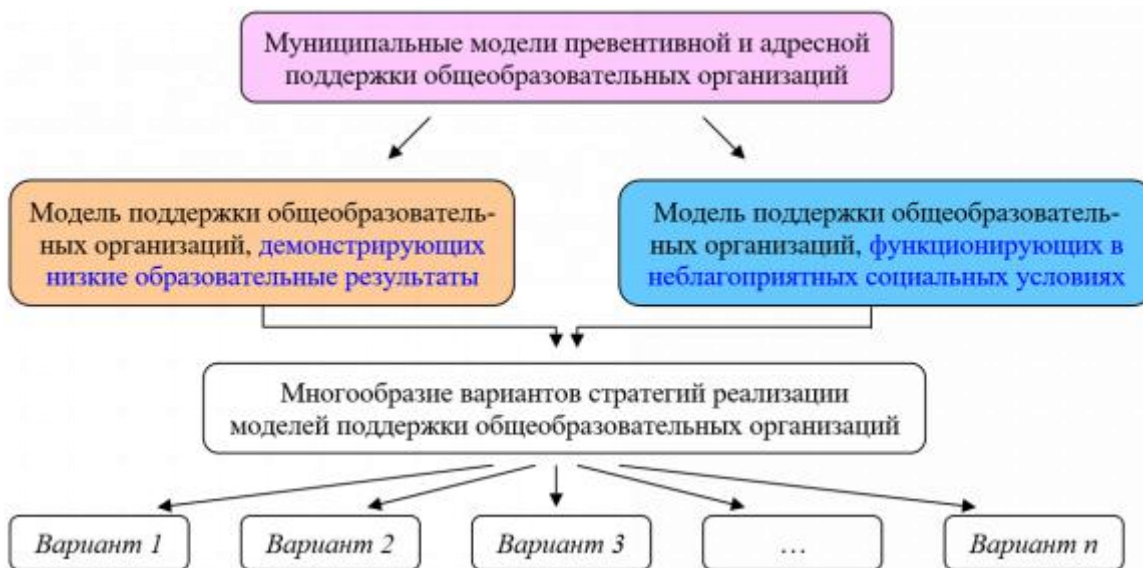 Муниципальные модели превентивной и адресной
поддержки общеобразовательных организаций
Модель поддержки общеобразователь-
ных организаций, демонстрирующих
низкие образовательные результаты
Модель поддержки общеобразователь-
ных организаций, функционирующих в
неблагоприятных социальных условиях
Многообразие вариантов стратегий реализации
моделей поддержки общеобразовательных организаций
Вариант 1
Вариант 2
Вариант 3
…
Вариант n